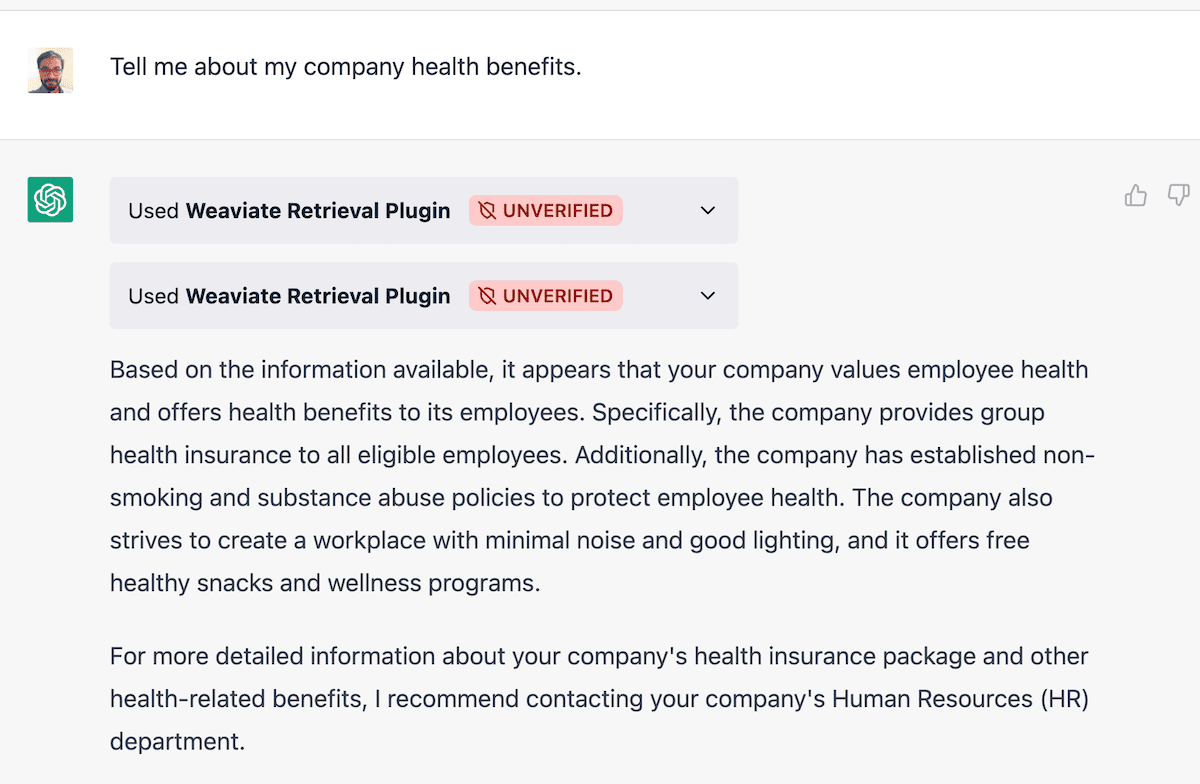 Tell me about my company health benefits.
Used Weaviate Retrieval Plugin UNVERIFIED
Used Weaviate Retrieval Plugin UNVERIFIED
Based on the information available, it appears that your company values employee health
and offers health benefits to its employees. Specifically, the company provides group
health insurance to all eligible employees. Additionally, the company has established non-
smoking and substance abuse policies to protect employee health. The company also
strives to create a workplace with minimal noise and good lighting, and it offers free
healthy snacks and wellness programs.
For more detailed information about your company's health insurance package and other
health-related benefits, I recommend contacting your company's Human Resources (HR)
department.